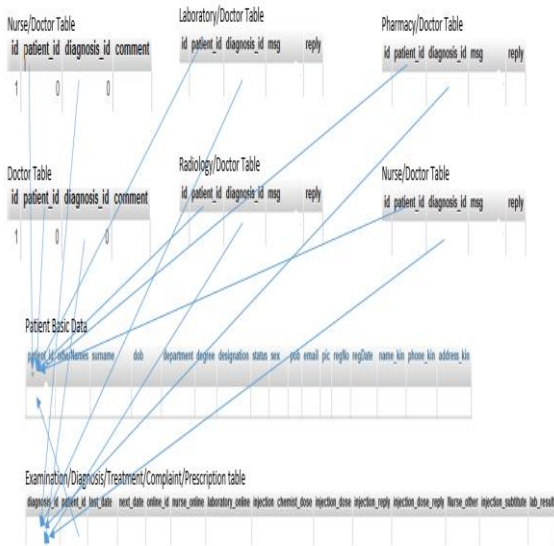 Nurse/Doctor Table
id patient_id diagnosis_id comment
1 0 0
Laboratory/Doctor Table
id patient_id diagnosis_id msg reply
Pharmacy/Doctor Table
id patient_id diagnosis_id msg reply
Doctor Table
id patient_id diagnosis_id comment
1 0 0
Radiology/Doctor Table
id patient_id diagnosis_id msg reply
Nurse/Doctor Table
id patient_id diagnosis_id msg reply
Patient Basic Data
patient_id otherNames surname dob department degree designation status sex pob email pic regNo regDate name_kin phone_kin address_kin
Examination/Diagnosis/Treatment/Complaint/Prescription table
diagnosis_id patient_id last_date next_date online_id nurse_online laboratory_online injection chemist_dose injection_dose injection_reply injection_dose_reply Nurse_other injection_subtitute lab_result